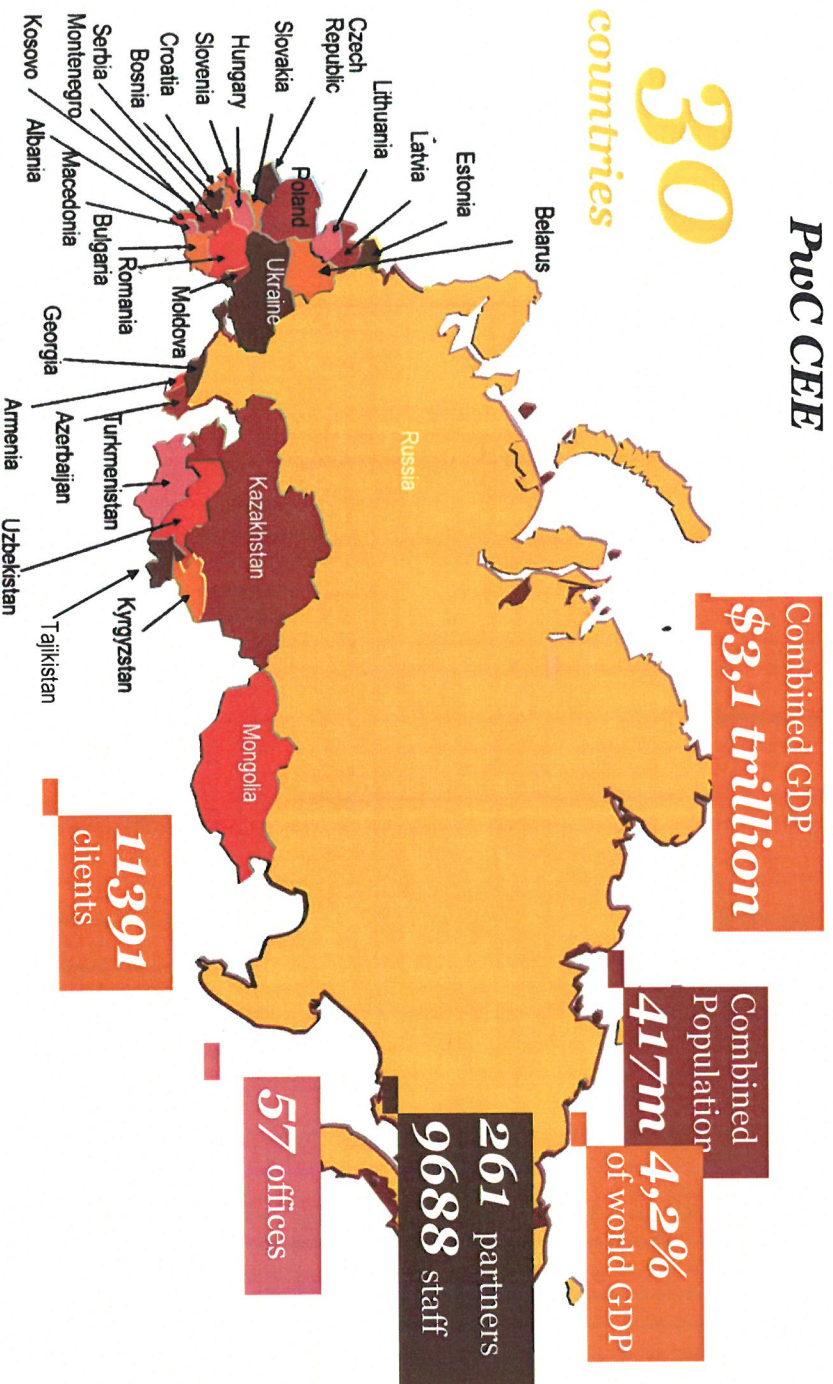 PwC CEE
30
countries
Combined GDP
$3,1 trillion
Combined
Population
417m
4,2%
of world GDP
261 partners
9688 staff
57 offices
11391
clients
Belarus
Estonia
Latvia
Lithuania
Czech
Republic
Slovakia
Hungary
Slovenia
Croatia
Bosnia
Serbia
Montenegro
Kosovo
Albania
Macedonia
Bulgaria
Romania
Moldova
Georgia
Armenia
Azerbaijan
Turkmenistan
Uzbekistan
Tajikistan
Kyrgyzstan
Poland
Ukraine
Russia
Kazakhstan
Mongolia